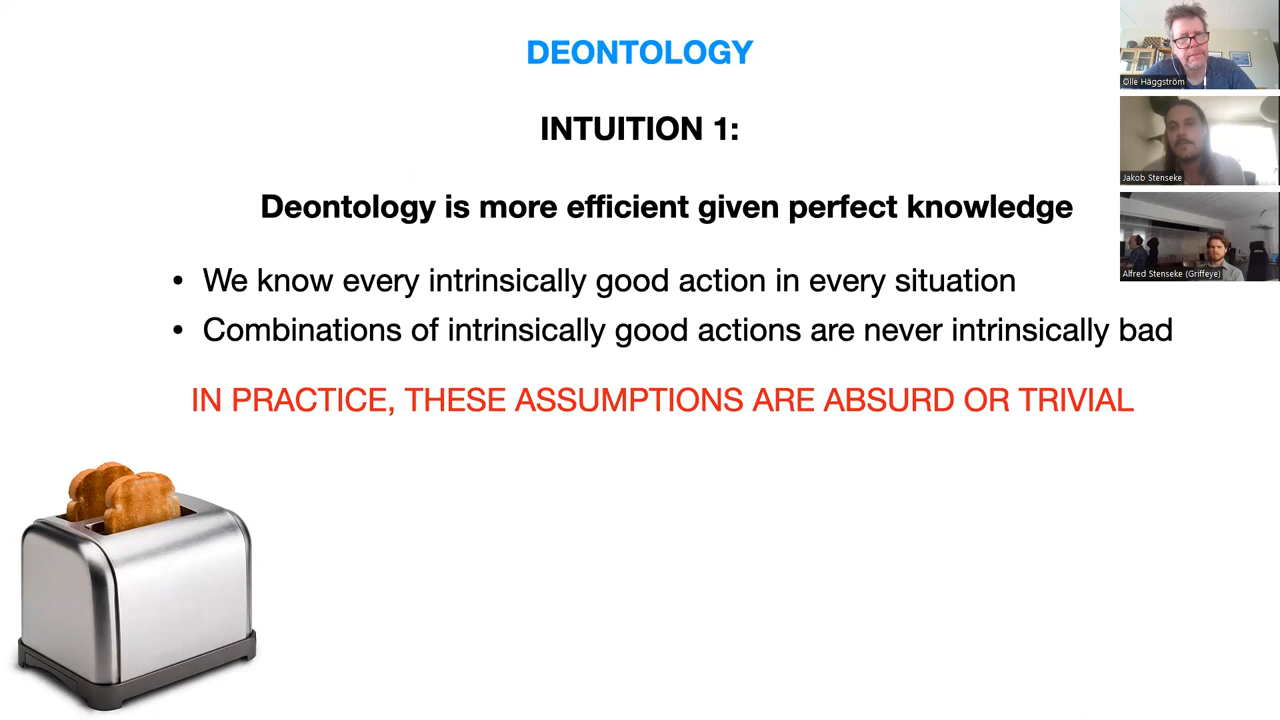 DEONTOLOGY
INTUITION 1:
Deontology is more efficient given perfect knowledge
• We know every intrinsically good action in every situation
• Combinations of intrinsically good actions are never intrinsically bad
IN PRACTICE, THESE ASSUMPTIONS ARE ABSURD OR TRIVIAL
Olle Häggström
Jakob Stenseke
Alfred Stenseke (Griffeye)